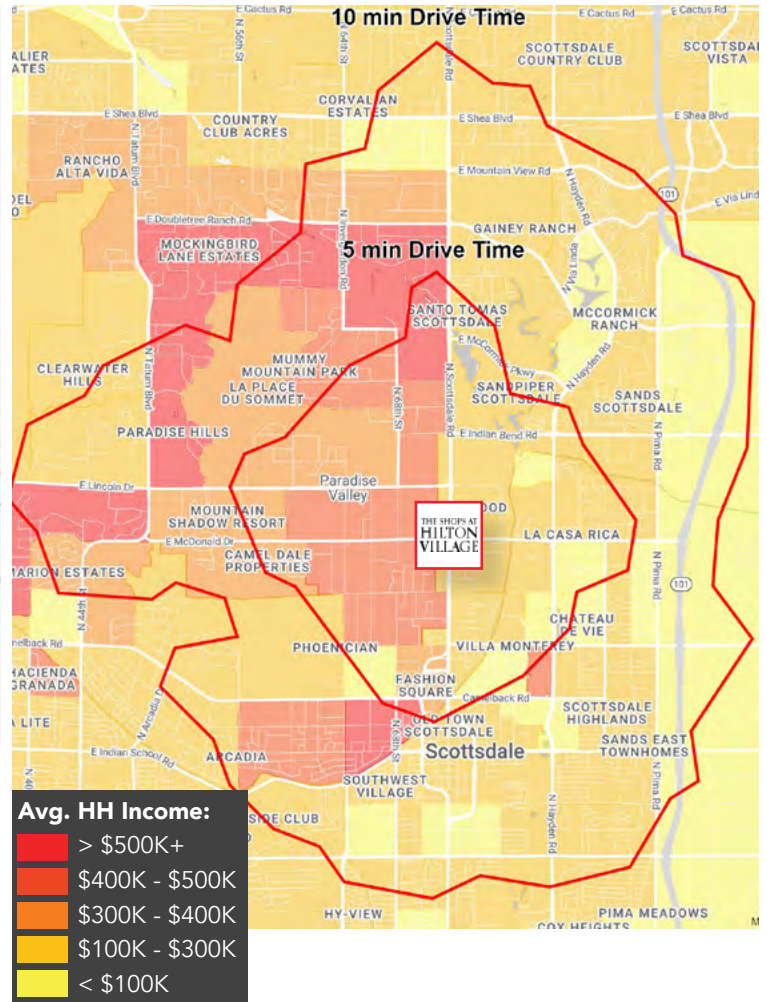 E Cactus Rd
E Cactus Rd
E Cactus Rd
10 min Drive Time
N 56th St
N 64th St
N Scottsdale Rd
SCOTTSDALE
COUNTRY CLUB
VISTA
ATES
CORVALIAN
ESTATES
COUNTRY
CLUB ACRES
E Shea Blvd
E Shea Blvd
E Shea Blvd
N Tatum Blvd
RANCHO
ALTA VIDA
E Mountain View Rd
N Hayden Rd
101
E Doubletree Ranch Rd
GAINEY RANCH
MOCKINGBIRD
LANE ESTATES
5 min Drive Time
N Via Linda
SANTO TOMAS
SCOTTSDALE
MCCORMICK
RANCH
E McCormick Pkwy
N Hayden Rd
CLEARWATER
HILLS
N Tatum Blvd
MUMMY
MOUNTAIN PARK
LA PLACE
DU SOMMET
N 68th St
N Scottsdale Rd
SANDPIPER
SCOTTSDALE
SANDS
SCOTTSDALE
PARADISE HILLS
E Indian Bend Rd
N Pima Rd
E Lincoln Dr
Paradise
Valley
MOUNTAIN
SHADOW RESORT
THE SHOPS AT
HILTON
VILLAGE
OOD
LA CASA RICA
E McDonald Dr
CAMEL DALE
PROPERTIES
MARION ESTATES
N Pima Rd
101
N 44th St
CHATEAU
DE VIE
PHOENICIAN
VILLA MONTEREY
HACIENDA
GRANADA
FASHION
SQUARE
Camelback Rd
N Arcadia Dr
SCOTTSDALE
HIGHLANDS
A LITE
OLD TOWN
SCOTTSDALE
E Indian School Rd
ARCADIA
N 68th St
Scottsdale
SANDS EAST
TOWNHOMES
SOUTHWEST
VILLAGE
N Hayden Rd
N Pima Rd
SIDE CLUB
HY-VIEW
PIMA MEADOWS
COX HEIGHTS
Avg. HH Income:
> $500K+
$400K - $500K
$300K - $400K
$100K - $300K
< $100K